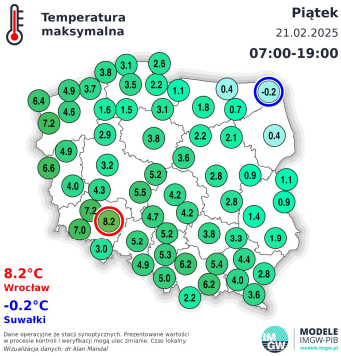 Temperatura
maksymalna
Piątek
21.02.2025
07:00-19:00
3.8 3.1 2.6
6.4 4.9 3.7 3.5 2.2 1.1 0.4 -0.2
7.2 4.6 1.6 1.5 3.1 1.8 0.7
2.9 3.8 2.2 2.1 0.4
4.9 3.6
6.6 3.2
4.0 4.3 5.2 2.8 0.9 1.1
5.5 4.2 2.8 0.9
7.2 8.2 4.7 4.2 1.4
7.0 5.2 5.2 3.8 3.3 1.9
3.0 5.3
4.9 6.2 5.4 4.4
5.0 6.2 4.0 2.8
2.2 3.6
8.2°C
Wrocław
-0.2°C
Suwałki
Dane operacyjne ze stacji synoptycznych. Prezentowane wartości
w procesie kontroli i weryfikacji mogą ulec zmianie. Czas lokalny.
Wizualizacja danych: dr Alan Mandal
IM
GW
MODELE
IMGW-PIB